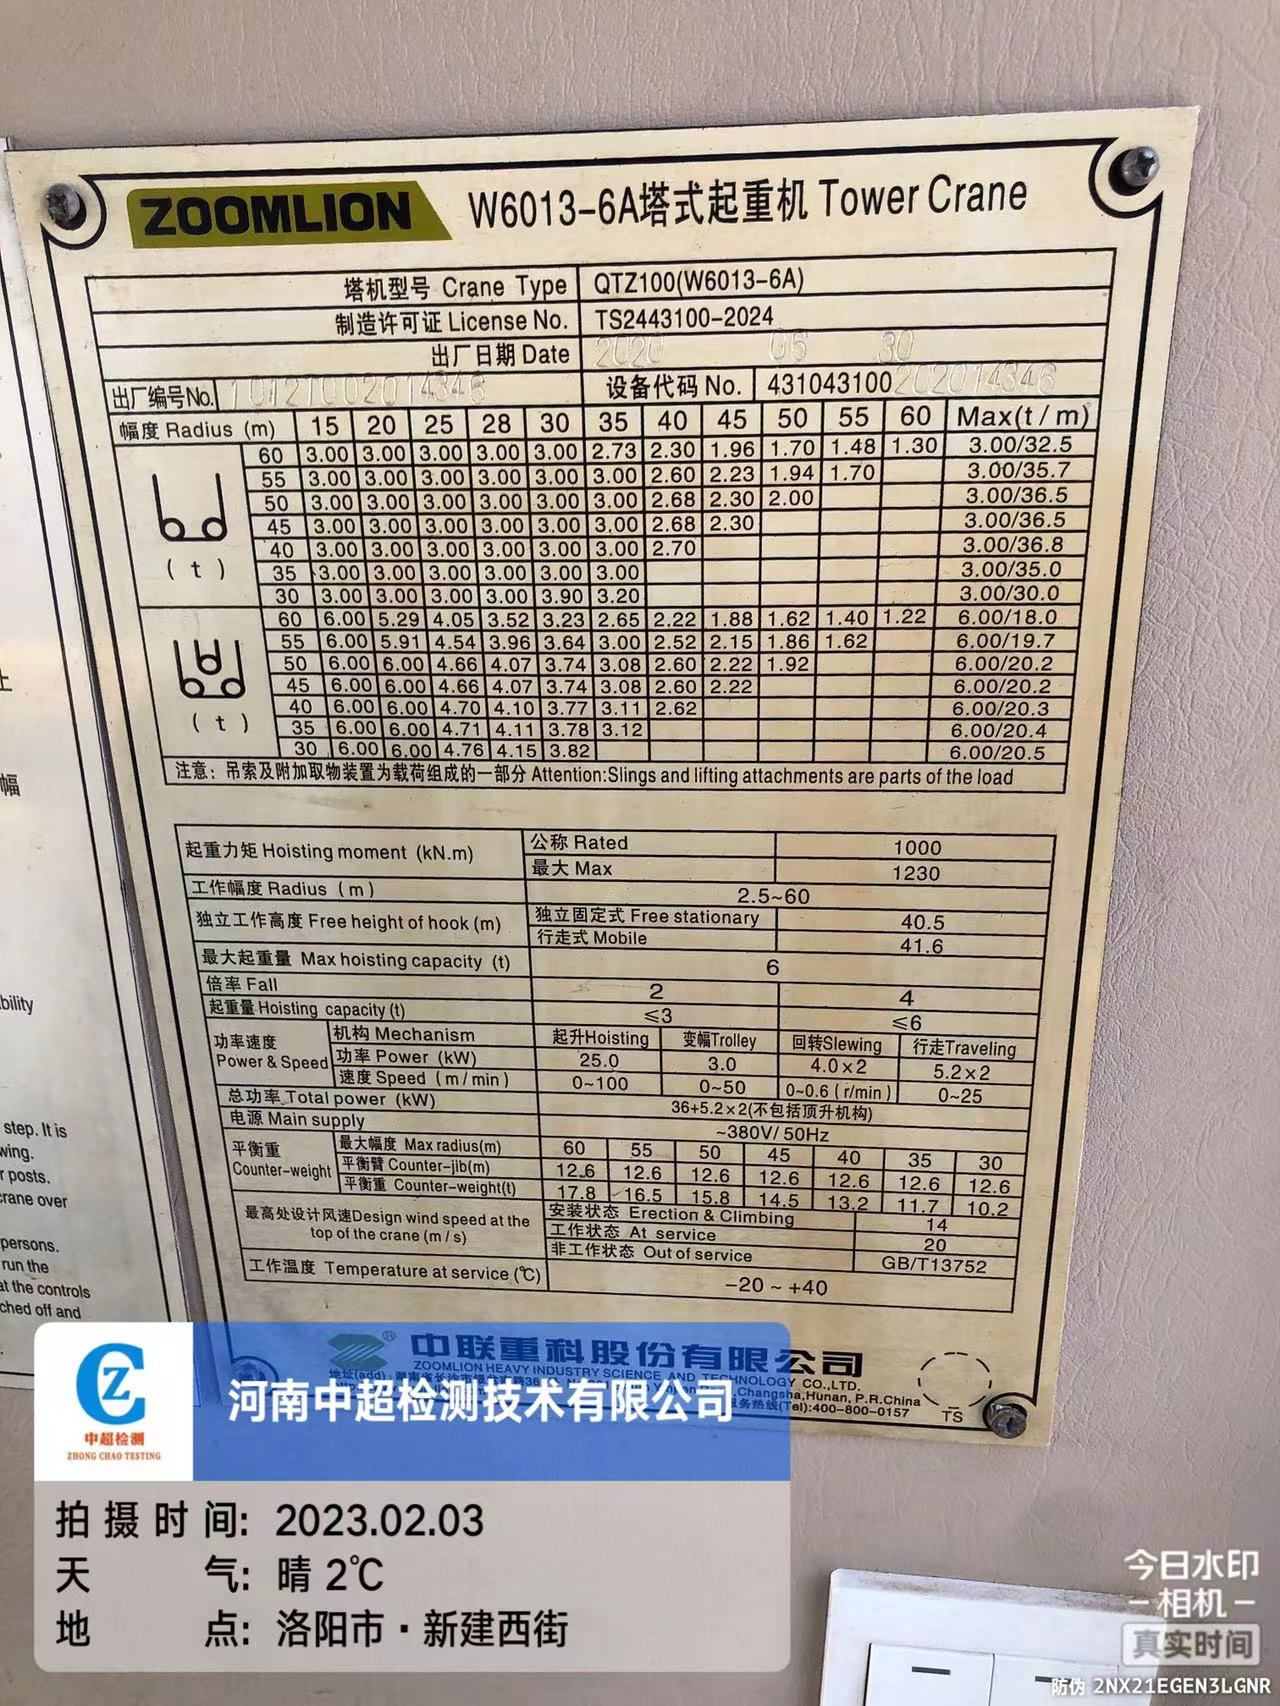 ZOOMLION W6013-6A塔式起重机 Tower Crane
塔机型号 Crane Type QTZ100(W6013-6A)
制造许可证 License No. TS2443100-2024
出厂日期 Date 2020 06 30
出厂编号No. 1012T002014346 设备代码 No. 431043100202014346
幅度 Radius (m) 15 20 25 28 30 35 40 45 50 55 60 Max(t/m)
60 3.00 3.00 3.00 3.00 3.00 2.73 2.30 1.96 1.70 1.48 1.30 3.00/32.5
55 3.00 3.00 3.00 3.00 3.00 3.00 2.60 2.23 1.94 1.70 3.00/35.7
50 3.00 3.00 3.00 3.00 3.00 3.00 2.68 2.30 2.00 3.00/36.5
45 3.00 3.00 3.00 3.00 3.00 3.00 2.68 2.30 3.00/36.5
40 3.00 3.00 3.00 3.00 3.00 3.00 2.70 3.00/36.8
(t)
35 3.00 3.00 3.00 3.00 3.00 3.00 3.00/35.0
30 3.00 3.00 3.00 3.00 3.90 3.20 3.00/30.0
60 6.00 5.29 4.05 3.52 3.23 2.65 2.22 1.88 1.62 1.40 1.22 6.00/18.0
55 6.00 5.91 4.54 3.96 3.64 3.00 2.52 2.15 1.86 1.62 6.00/19.7
50 6.00 6.00 4.66 4.07 3.74 3.08 2.60 2.22 1.92 6.00/20.2
45 6.00 6.00 4.66 4.07 3.74 3.08 2.60 2.22 6.00/20.2
40 6.00 6.00 4.70 4.10 3.77 3.11 2.62 6.00/20.3
(t)
35 6.00 6.00 4.71 4.11 3.78 3.12 6.00/20.4
30 6.00 6.00 4.76 4.15 3.82 6.00/20.5
注意：吊索及附加取物装置为载荷组成的一部分 Attention:Slings and lifting attachments are parts of the load
起重力矩 Hoisting moment (kN.m) 公称 Rated 1000
最大 Max 1230
工作幅度 Radius (m) 2.5~60
独立工作高度 Free height of hook (m) 独立固定式 Free stationary 40.5
行走式 Mobile 41.6
最大起重量 Max hoisting capacity (t) 6
倍率 Fall 2 4
起重量 Hoisting capacity (t) ≤3 ≤6
功率速度 Power & Speed 机构 Mechanism 起升Hoisting 变幅Trolley 回转Slewing 行走Traveling
功率 Power (kW) 25.0 3.0 4.0×2 5.2×2
速度 Speed (m/min) 0~100 0~50 0~0.6 (r/min) 0~25
总功率 Total power (kW) 36+5.2×2(不包括顶升机构)
电源 Main supply ~380V/50Hz
平衡重 Counter-weight 最大幅度 Max radius(m) 60 55 50 45 40 35 30
平衡臂 Counter-jib(m) 12.6 12.6 12.6 12.6 12.6 12.6 12.6
平衡重 Counter-weight(t) 17.8 16.5 15.8 14.5 13.2 11.7 10.2
最高处设计风速Design wind speed at the top of the crane (m/s) 安装状态 Erection & Climbing 14
工作状态 At service 20
非工作状态 Out of service GB/T13752
工作温度 Temperature at service (℃) -20 ~ +40
中联重科股份有限公司
ZOOMLION HEAVY INDUSTRY SCIENCE AND TECHNOLOGY CO.,LTD.
地址(add): Changsha,Hunan, P.R.China
服务热线(Tel):400-800-0157
TS
止
幅
bility
step. It is
wing.
r posts.
crane over
persons.
run the
at the controls
ched off and
中超检测
ZHONG CHAO TESTING
河南中超检测技术有限公司
拍摄时间: 2023.02.03
天气: 晴 2℃
地点: 洛阳市·新建西街
今日水印
-相机-
真实时间
防伪 2NX21EGEN3LGNR